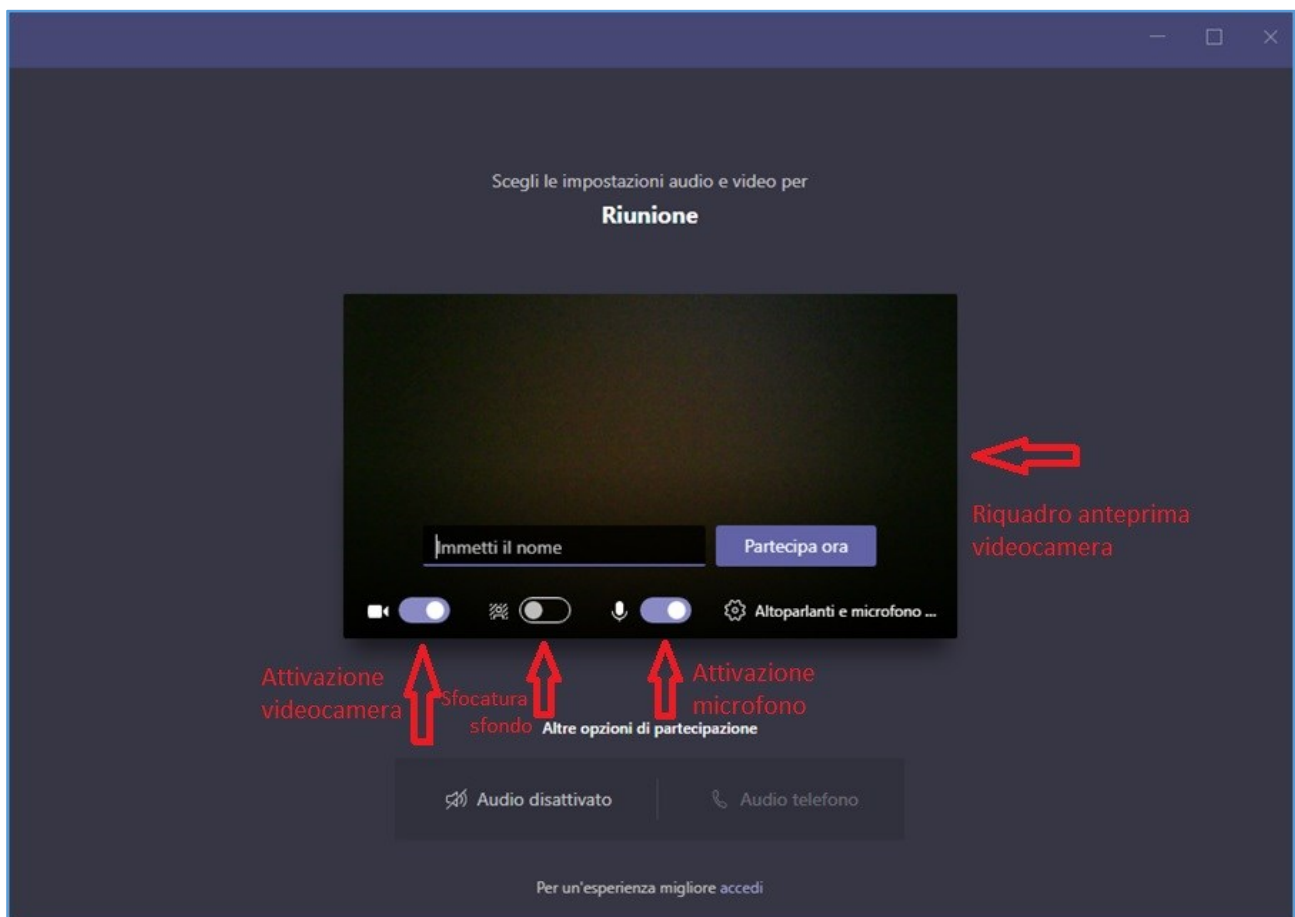 Scegli le impostazioni audio e video per
Riunione
Immetti il nome
Partecipa ora
Riquadro anteprima
videocamera
Altoparlanti e microfono ...
Attivazione
videocamera
Sfocatura
sfondo
Attivazione
microfono
Altre opzioni di partecipazione
Audio disattivato
Audio telefono
Per un'esperienza migliore accedi